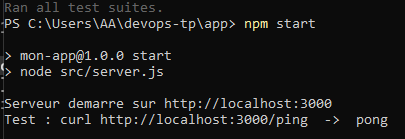 Ran all test suites.
PS C:\Users\AA\devops-tp\app> npm start
> mon-app@1.0.0 start
> node src/server.js
Serveur demarre sur http://localhost:3000
Test : curl http://localhost:3000/ping  ->  pong